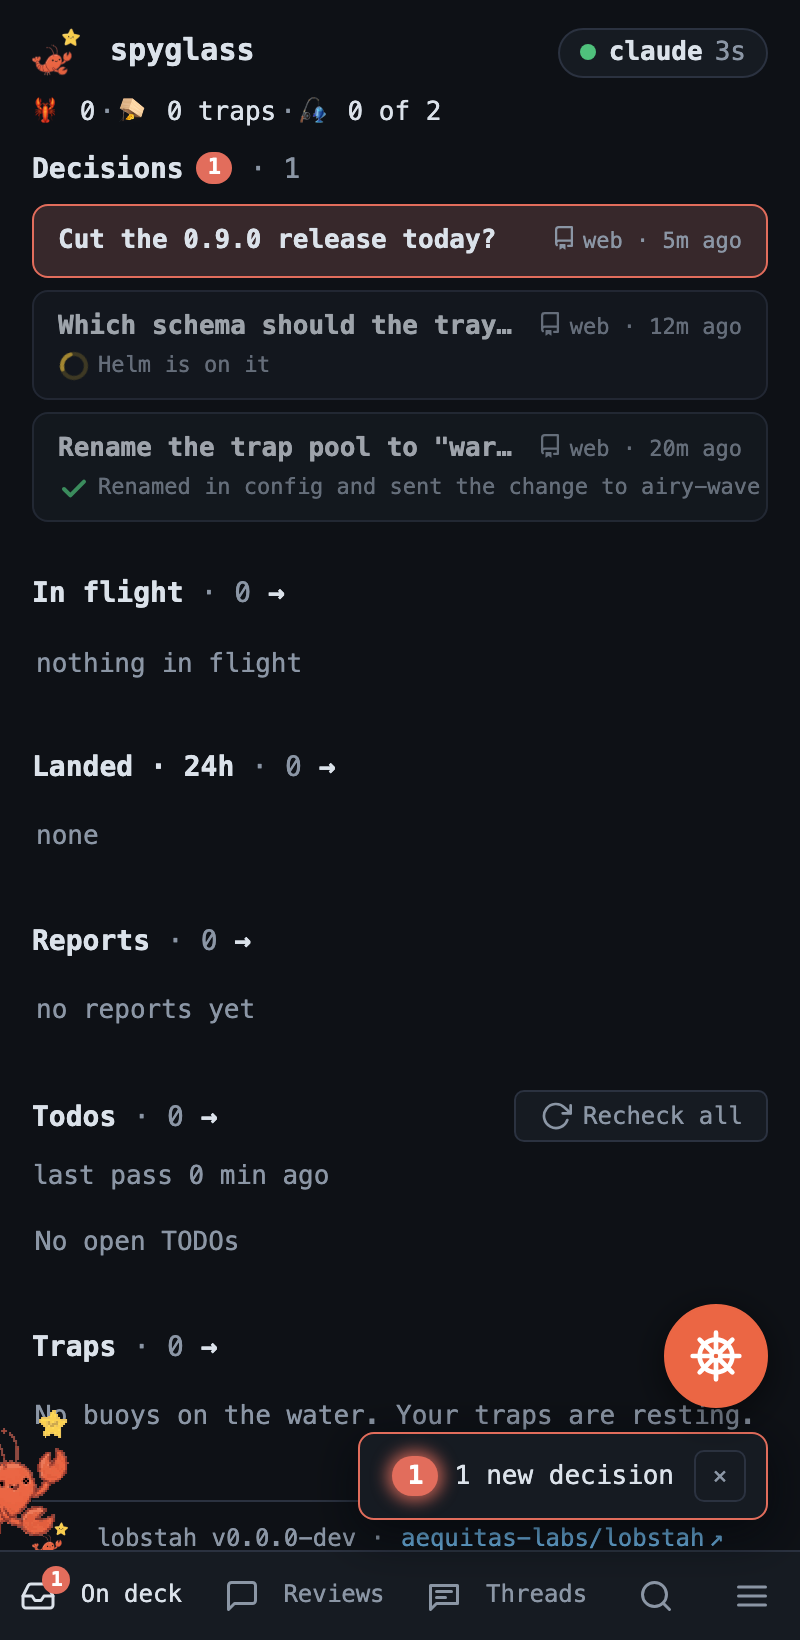 spyglass
claude 3s
0 · 0 traps · 0 of 2
Decisions 1 · 1
Cut the 0.9.0 release today? web · 5m ago
Which schema should the tray… web · 12m ago
Helm is on it
Rename the trap pool to "war… web · 20m ago
Renamed in config and sent the change to airy-wave
In flight · 0 →
nothing in flight
Landed · 24h · 0 →
none
Reports · 0 →
no reports yet
Todos · 0 → Recheck all
last pass 0 min ago
No open TODOs
Traps · 0 →
No buoys on the water. Your traps are resting.
1 1 new decision ×
lobstah v0.0.0-dev · aequitas-labs/lobstah ↗
1 On deck Reviews Threads